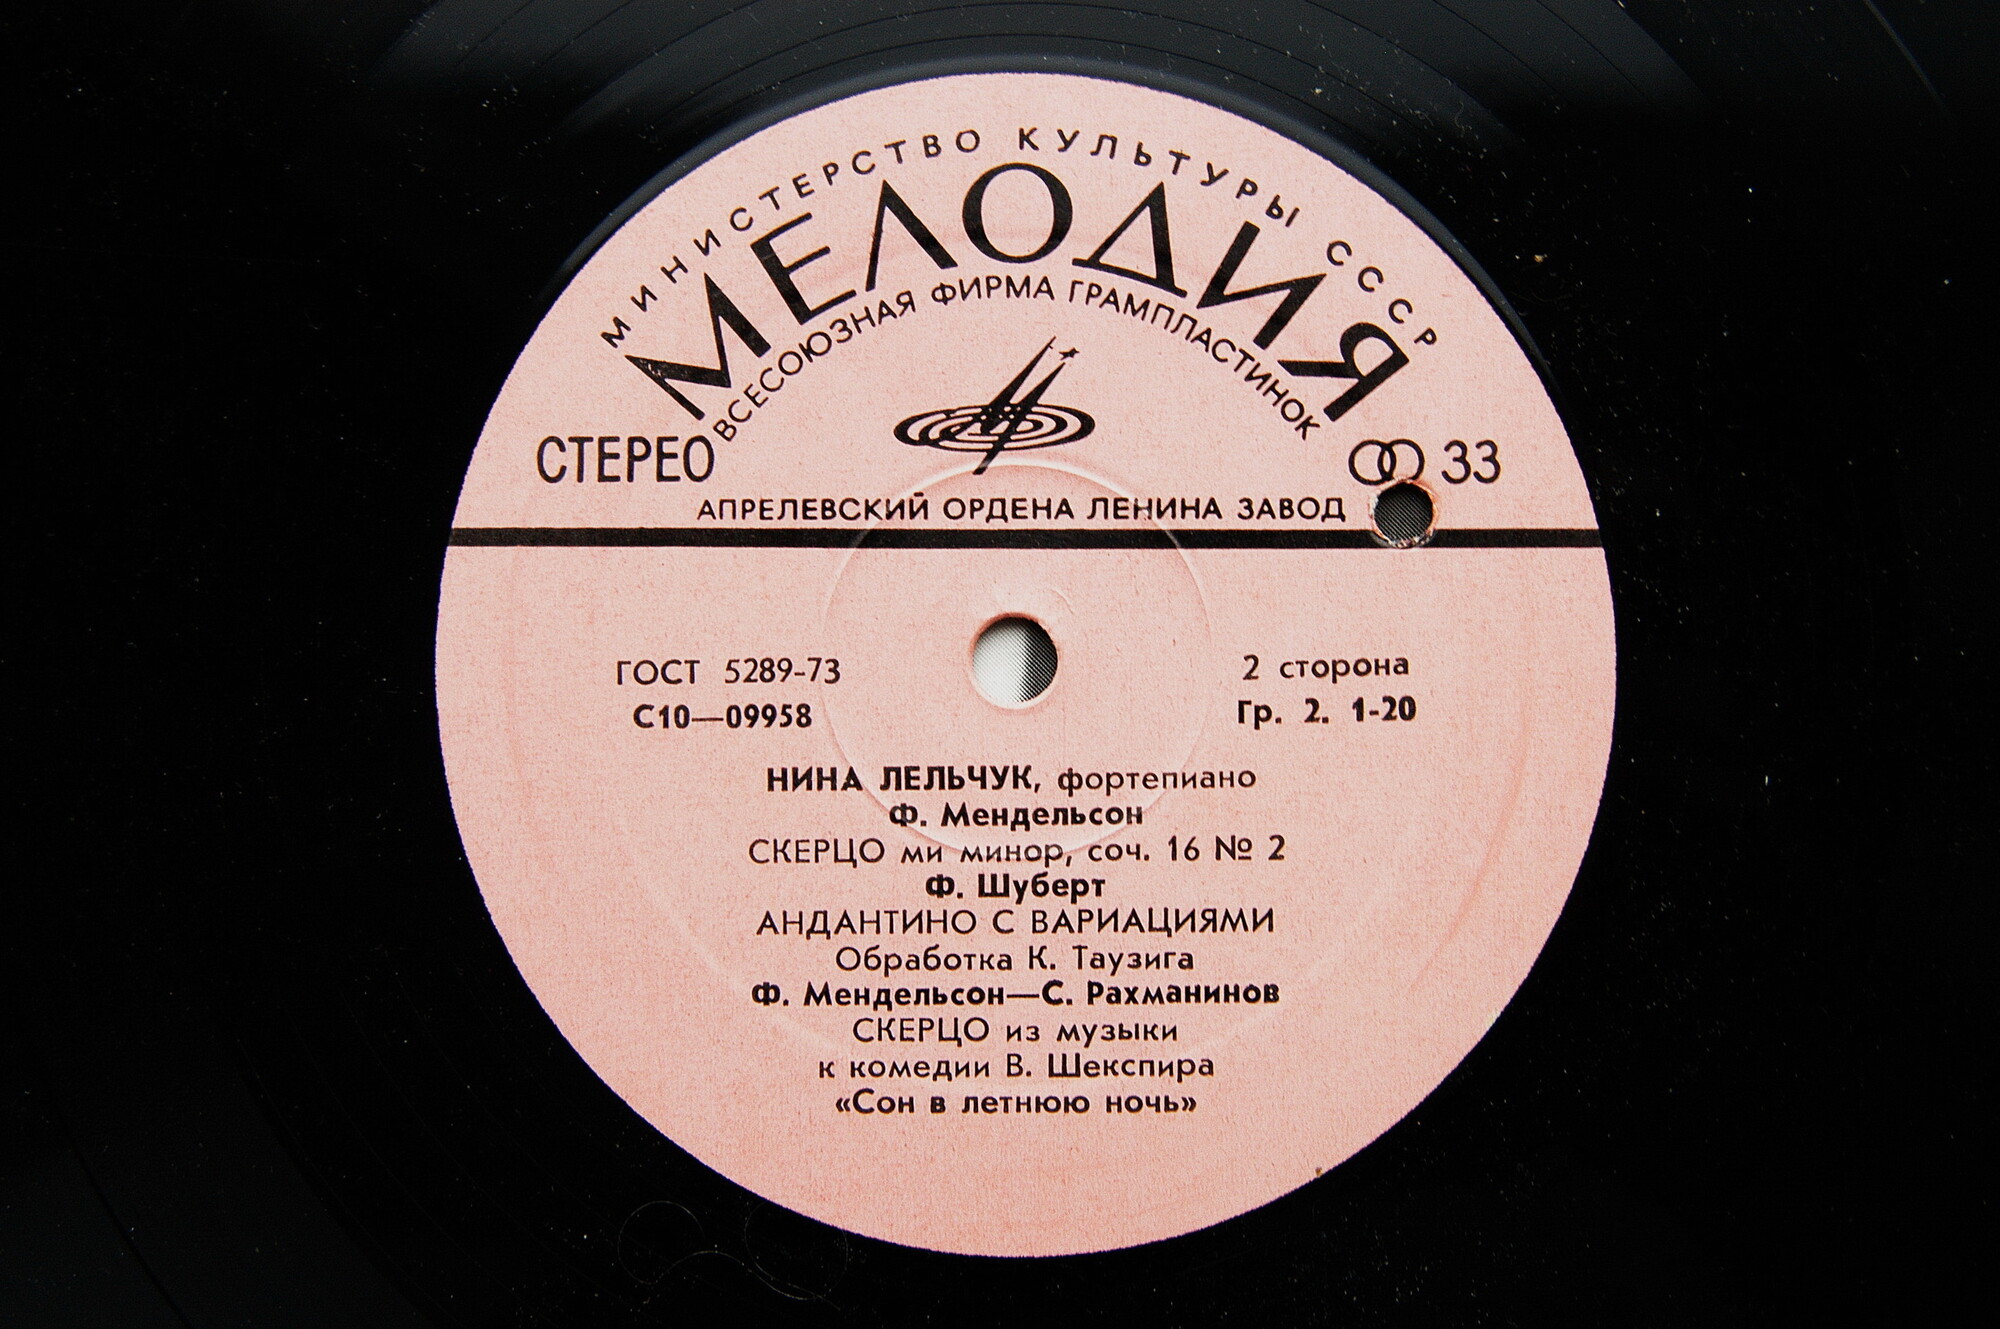 МИНИСТЕРСТВО КУЛЬТУРЫ СССР
МЕЛОДИЯ
ВСЕСОЮЗНАЯ ФИРМА ГРАМПЛАСТИНОК
СТЕРЕО 33
АПРЕЛЕВСКИЙ ОРДЕНА ЛЕНИНА ЗАВОД
ГОСТ 5289-73 2 сторона
С10—09958 Гр. 2. 1-20
НИНА ЛЕЛЬЧУК, фортепиано
Ф. Мендельсон
СКЕРЦО ми минор, соч. 16 № 2
Ф. Шуберт
АНДАНТИНО С ВАРИАЦИЯМИ
Обработка К. Таузига
Ф. Мендельсон—С. Рахманинов
СКЕРЦО из музыки
к комедии В. Шекспира
«Сон в летнюю ночь»